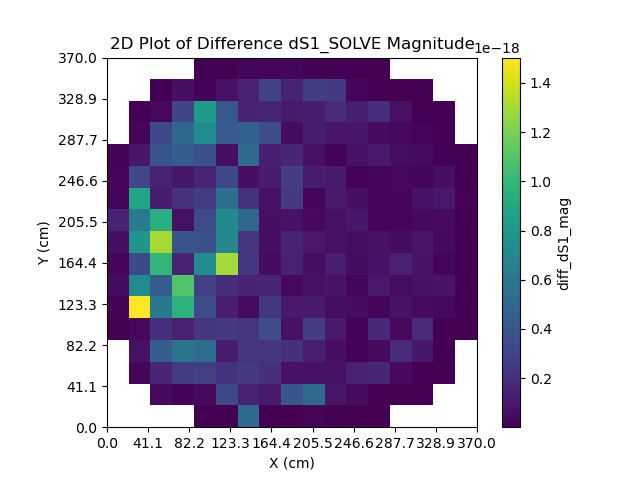 2D Plot of Difference dS1_SOLVE Magnitude
1e−18
370.0
328.9
287.7
246.6
205.5
164.4
123.3
82.2
41.1
0.0
Y (cm)
0.0 41.1 82.2 123.3 164.4 205.5 246.6 287.7 328.9 370.0
X (cm)
1.4
1.2
1.0
0.8
0.6
0.4
0.2
diff_dS1_mag